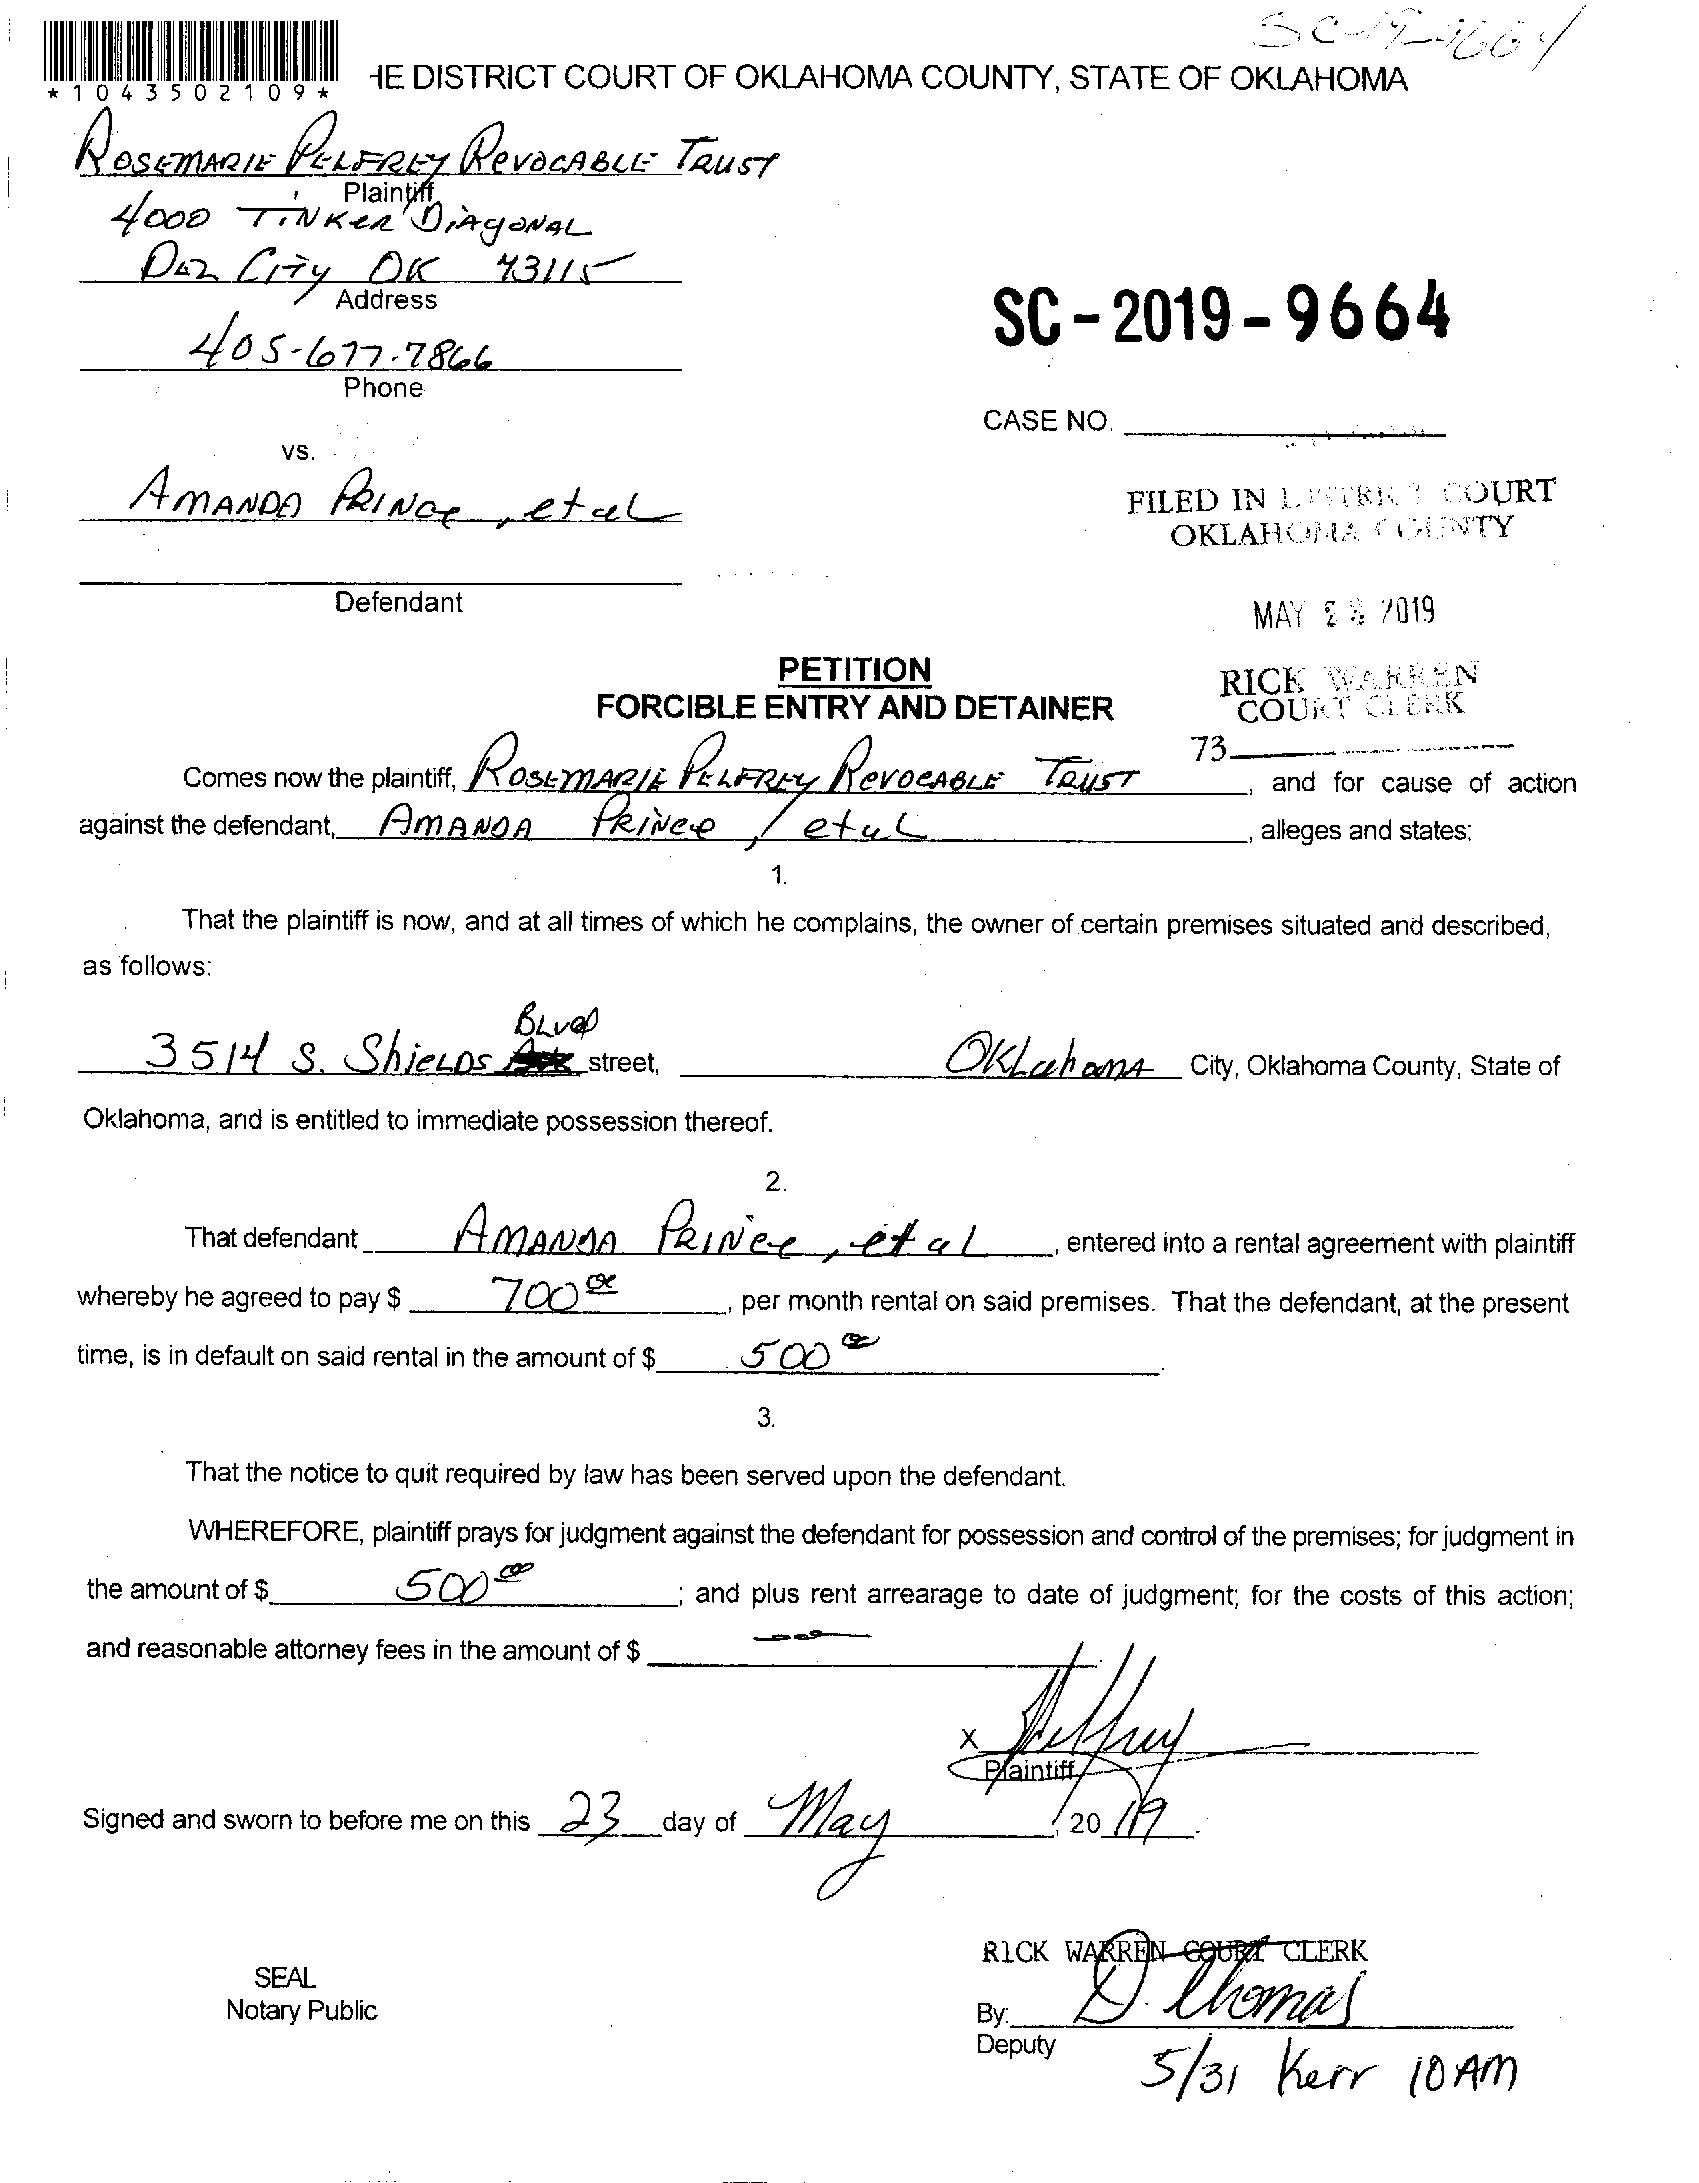 SC-19-9664
*1043502109*
HE DISTRICT COURT OF OKLAHOMA COUNTY, STATE OF OKLAHOMA
ROSEMARIE PELFREY REVOCABLE TRUST
Plaintiff
4000 TINKER DIAGONAL
DEL CITY OK 73115
Address
405-677-7866
Phone
SC-2019-9664
CASE NO.
vs.
AMANDA PRINCE, et al
Defendant
FILED IN DISTRICT COURT
OKLAHOMA COUNTY
MAY 2 2019
RICK WARREN
COURT CLERK
73
PETITION
FORCIBLE ENTRY AND DETAINER
Comes now the plaintiff, ROSEMARIE PELFREY REVOCABLE TRUST, and for cause of action
against the defendant, AMANDA PRINCE, et al, alleges and states:
1.
That the plaintiff is now, and at all times of which he complains, the owner of certain premises situated and described,
as follows:
3514 S. Shields BLVD street, Oklahoma City, Oklahoma County, State of
Oklahoma, and is entitled to immediate possession thereof.
2.
That defendant AMANDA PRINCE, et al, entered into a rental agreement with plaintiff
whereby he agreed to pay $ 700 00, per month rental on said premises. That the defendant, at the present
time, is in default on said rental in the amount of $ 500 00.
3.
That the notice to quit required by law has been served upon the defendant.
WHEREFORE, plaintiff prays for judgment against the defendant for possession and control of the premises; for judgment in
the amount of $ 500 00; and plus rent arrearage to date of judgment; for the costs of this action;
and reasonable attorney fees in the amount of $
X Pelfrey
Plaintiff
Signed and sworn to before me on this 23 day of May, 20 19.
RICK WARREN COURT CLERK
SEAL
Notary Public
By: D. Thomas
Deputy
5/31 Kerr 10 AM